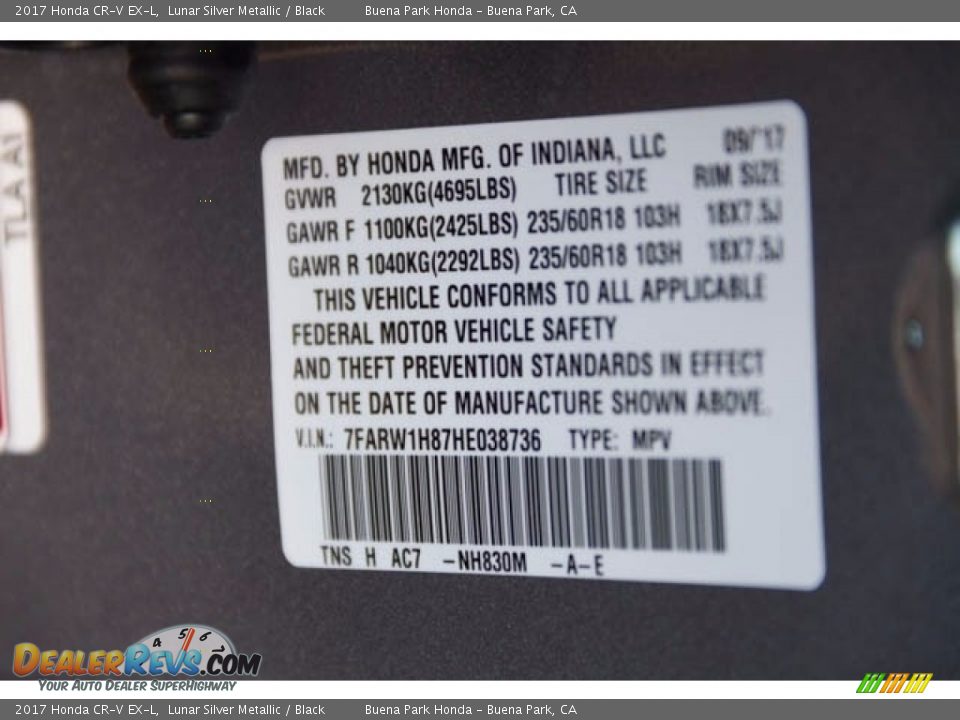 2017 Honda CR-V EX-L, Lunar Silver Metallic / Black Buena Park Honda - Buena Park, CA
TLA A1
MFD. BY HONDA MFG. OF INDIANA, LLC 09/'17
GVWR 2130KG(4695LBS) TIRE SIZE RIM SIZE
GAWR F 1100KG(2425LBS) 235/60R18 103H 18X7.5J
GAWR R 1040KG(2292LBS) 235/60R18 103H 18X7.5J
THIS VEHICLE CONFORMS TO ALL APPLICABLE
FEDERAL MOTOR VEHICLE SAFETY
AND THEFT PREVENTION STANDARDS IN EFFECT
ON THE DATE OF MANUFACTURE SHOWN ABOVE.
V.I.N.: 7FARW1H87HE038736 TYPE: MPV
TNS H AC7 -NH830M -A-E
4 5 6
DealerRevs.com
Your Auto Dealer SuperHighway
2017 Honda CR-V EX-L, Lunar Silver Metallic / Black Buena Park Honda - Buena Park, CA